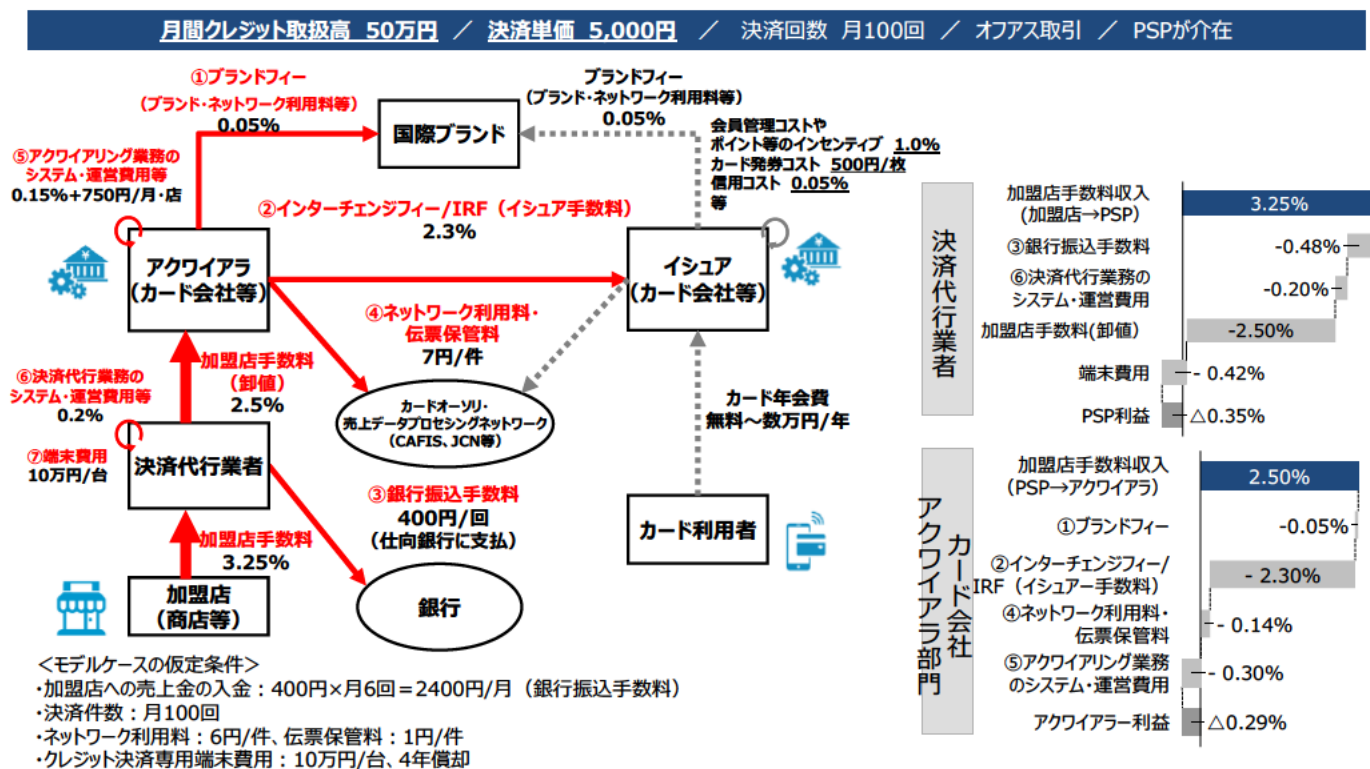 月間クレジット取扱高 50万円 ／ 決済単価 5,000円 ／ 決済回数 月100回 ／ オフアス取引 ／ PSPが介在
①ブランドフィー
（ブランド・ネットワーク利用料等）
0.05%
国際ブランド
ブランドフィー
（ブランド・ネットワーク利用料等）
0.05%
会員管理コストや
ポイント等のインセンティブ 1.0%
カード発券コスト 500円/枚
信用コスト 0.05%
等
⑤アクワイアリング業務の
システム・運営費用等
0.15%+750円/月・店
②インターチェンジフィー/IRF（イシュア手数料）
2.3%
アクワイアラ
（カード会社等）
イシュア
（カード会社等）
④ネットワーク利用料・
伝票保管料
7円/件
加盟店手数料
（卸値）
2.5%
⑥決済代行業務の
システム・運営費用等
0.2%
カードオーソリ・
売上データプロセシングネットワーク
（CAFIS、JCN等）
カード年会費
無料～数万円/年
⑦端末費用
10万円/台
決済代行業者
③銀行振込手数料
400円/回
（仕向銀行に支払）
カード利用者
加盟店手数料
3.25%
加盟店
（商店等）
銀行
＜モデルケースの仮定条件＞
・加盟店への売上金の入金：400円×月6回＝2400円/月（銀行振込手数料）
・決済件数：月100回
・ネットワーク利用料：6円/件、伝票保管料：1円/件
・クレジット決済専用端末費用：10万円/台、4年償却
決済代行業者
加盟店手数料収入
(加盟店→PSP)
3.25%
③銀行振込手数料
-0.48%
⑥決済代行業務の
システム・運営費用
-0.20%
加盟店手数料(卸値)
-2.50%
端末費用
- 0.42%
PSP利益
△0.35%
カード会社
アクワイアラ部門
加盟店手数料収入
（PSP→アクワイアラ）
2.50%
①ブランドフィー
-0.05%
②インターチェンジフィー/
IRF（イシュアー手数料）
- 2.30%
④ネットワーク利用料・
伝票保管料
- 0.14%
⑤アクワイアリング業務
のシステム・運営費用
- 0.30%
アクワイアラー利益
△0.29%